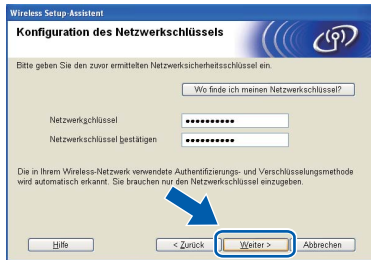 Wireless Setup-Assistent
Konfiguration des Netzwerkschlüssels
Bitte geben Sie den zuvor ermittelten Netzwerksicherheitsschlüssel ein.
Wo finde ich meinen Netzwerkschlüssel?
Netzwerkschlüssel ●●●●●●●●●●
Netzwerkschlüssel bestätigen ●●●●●●●●●●
Die in Ihrem Wireless-Netzwerk verwendete Authentifizierungs- und Verschlüsselungsmethode
wird automatisch erkannt. Sie brauchen nur den Netzwerkschlüssel einzugeben.
Hilfe < Zurück Weiter > Abbrechen